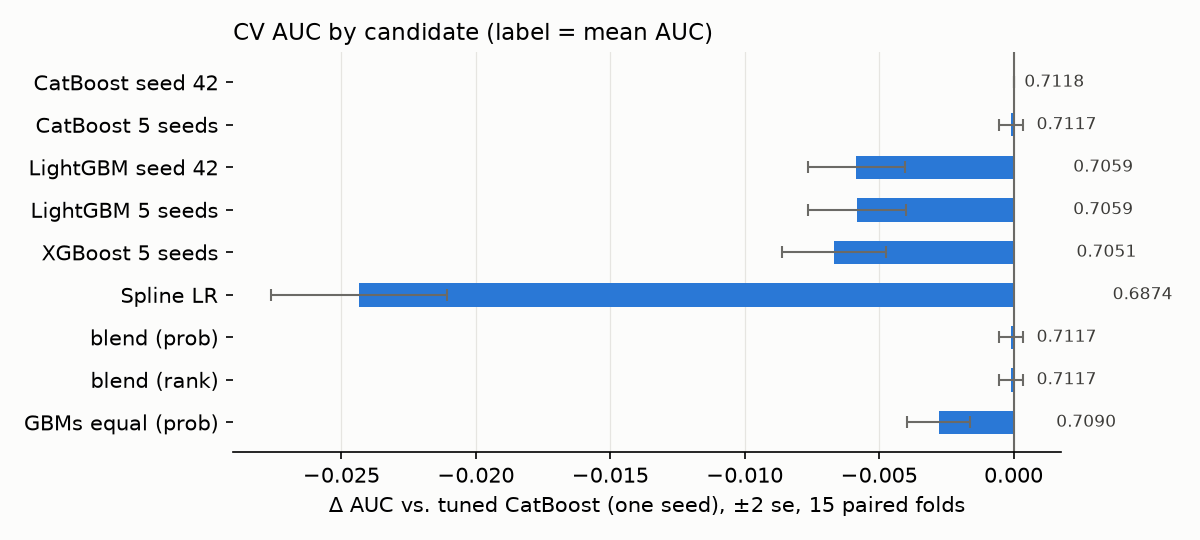 CV AUC by candidate (label = mean AUC)
CatBoost seed 42 0.7118
CatBoost 5 seeds 0.7117
LightGBM seed 42 0.7059
LightGBM 5 seeds 0.7059
XGBoost 5 seeds 0.7051
Spline LR 0.6874
blend (prob) 0.7117
blend (rank) 0.7117
GBMs equal (prob) 0.7090
−0.025 −0.020 −0.015 −0.010 −0.005 0.000
Δ AUC vs. tuned CatBoost (one seed), ±2 se, 15 paired folds